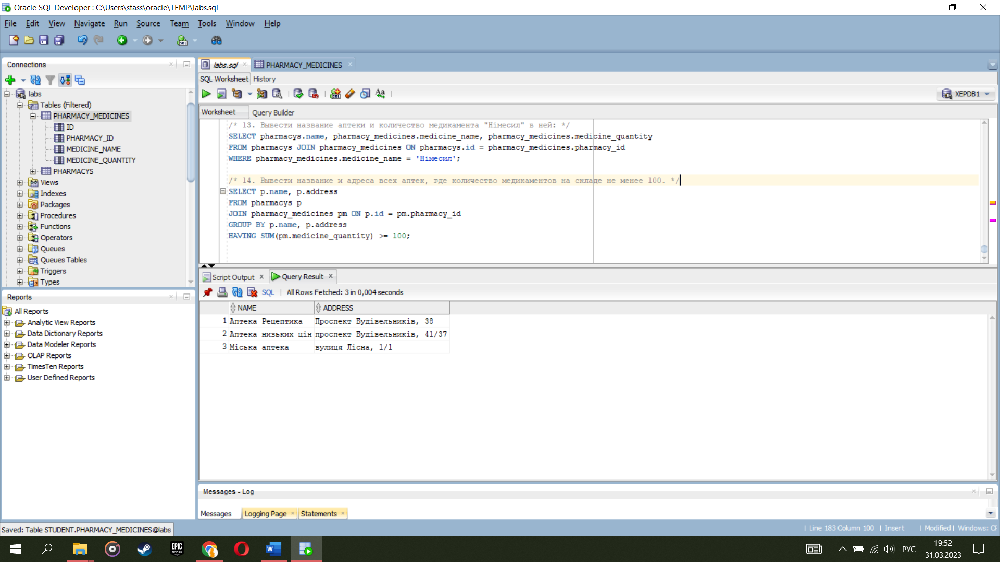 Oracle SQL Developer : C:\Users\stass\oracle\TEMP\labs.sql
File Edit View Navigate Run Source Team Tools Window Help
Connections
labs
Tables (Filtered)
PHARMACY_MEDICINES
ID
PHARMACY_ID
MEDICINE_NAME
MEDICINE_QUANTITY
PHARMACYS
Views
Indexes
Packages
Procedures
Functions
Operators
Queues
Queues Tables
Triggers
Types
Reports
All Reports
Analytic View Reports
Data Dictionary Reports
Data Modeler Reports
OLAP Reports
TimesTen Reports
User Defined Reports
labs.sql PHARMACY_MEDICINES
SQL Worksheet History
XEPDB1
Worksheet Query Builder
/* 13. Вывести название аптеки и количество медикамента "Німесил" в ней: */
SELECT pharmacys.name, pharmacy_medicines.medicine_name, pharmacy_medicines.medicine_quantity
FROM pharmacys JOIN pharmacy_medicines ON pharmacys.id = pharmacy_medicines.pharmacy_id
WHERE pharmacy_medicines.medicine_name = 'Німесил';
/* 14. Вывести название и адреса всех аптек, где количество медикаментов на складе не менее 100. */
SELECT p.name, p.address
FROM pharmacys p
JOIN pharmacy_medicines pm ON p.id = pm.pharmacy_id
GROUP BY p.name, p.address
HAVING SUM(pm.medicine_quantity) >= 100;
Script Output Query Result
SQL All Rows Fetched: 3 in 0,004 seconds
NAME ADDRESS
1 Аптека Рецептика Проспект Будівельників, 38
2 Аптека низьких цін проспект Будівельників, 41/37
3 Міська аптека вулиця Лісна, 1/1
Messages - Log
Messages Logging Page Statements
Saved: Table STUDENT.PHARMACY_MEDICINES@labs
Line 183 Column 100 Insert Modified Windows: CF
EPIC GAMES
РУС
19:52
31.03.2023